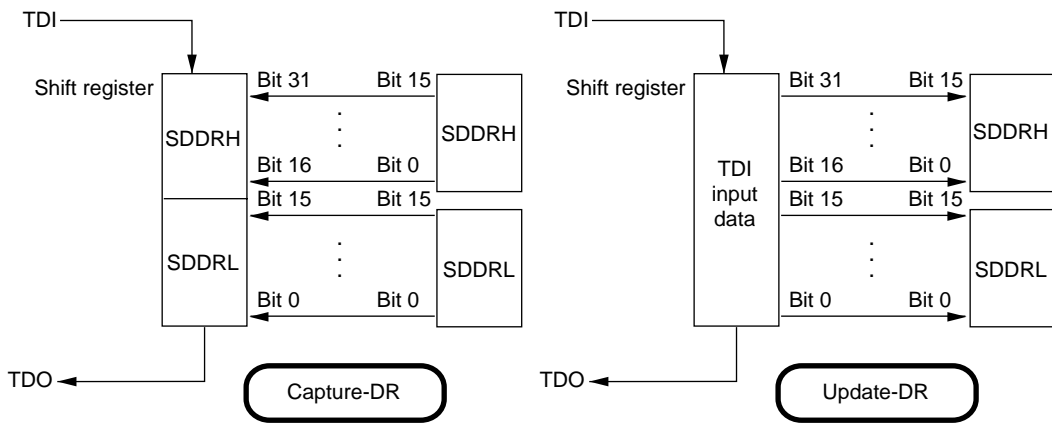 TDI
Shift register
Bit 31 Bit 15
SDDRH
SDDRH
Bit 16 Bit 0
Bit 15 Bit 15
SDDRL
SDDRL
Bit 0 Bit 0
TDO
Capture-DR
TDI
Shift register
Bit 31 Bit 15
SDDRH
Bit 16 Bit 0
TDI
input
data
Bit 15 Bit 15
SDDRL
Bit 0 Bit 0
TDO
Update-DR